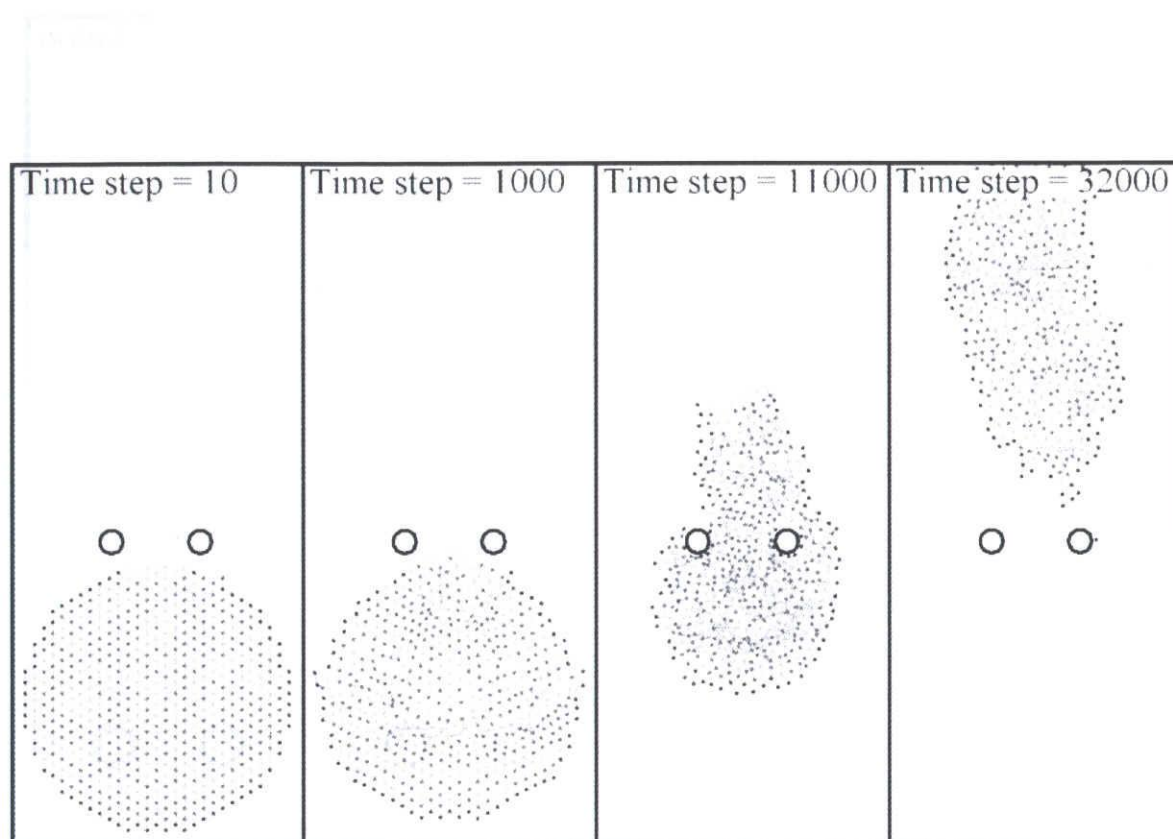 Time step = 10
Time step = 1000
Time step = 11000
Time step = 32000